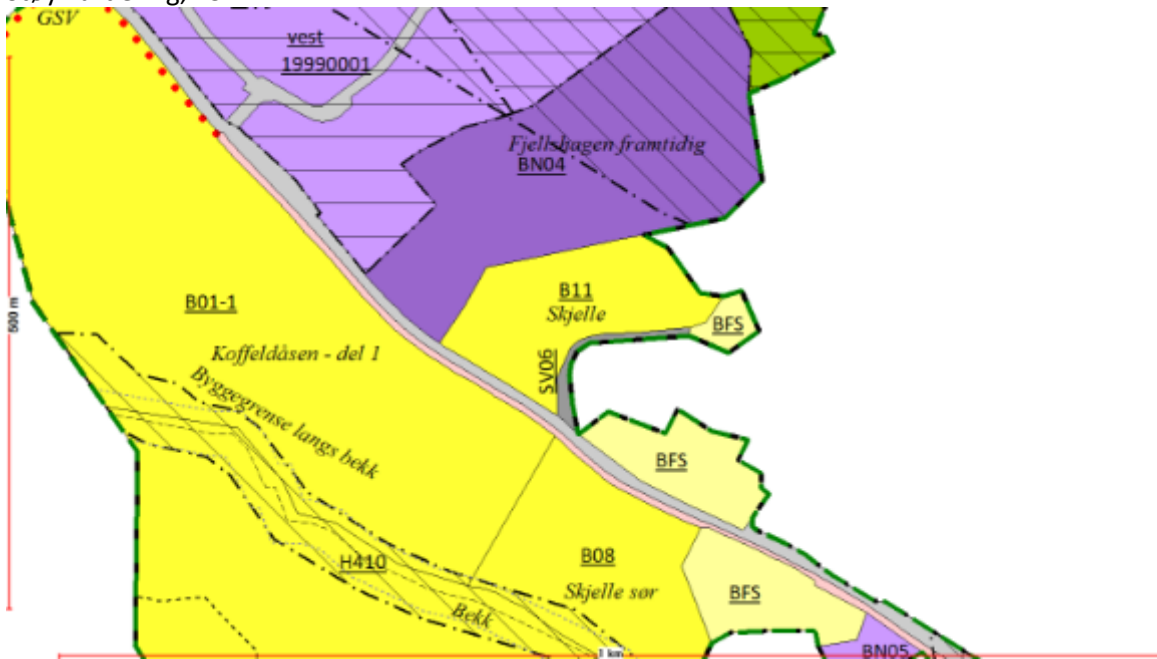 GSV
vest
19990001
Fjellshagen framtidig
BN04
B01-1
B11
Skjelle
BFS
500 m
Koffeldåsen - del 1
SV06
Byggegrense langs bekk
BFS
H410
B08
Skjelle sør
BFS
Bekk
BN05
1 km